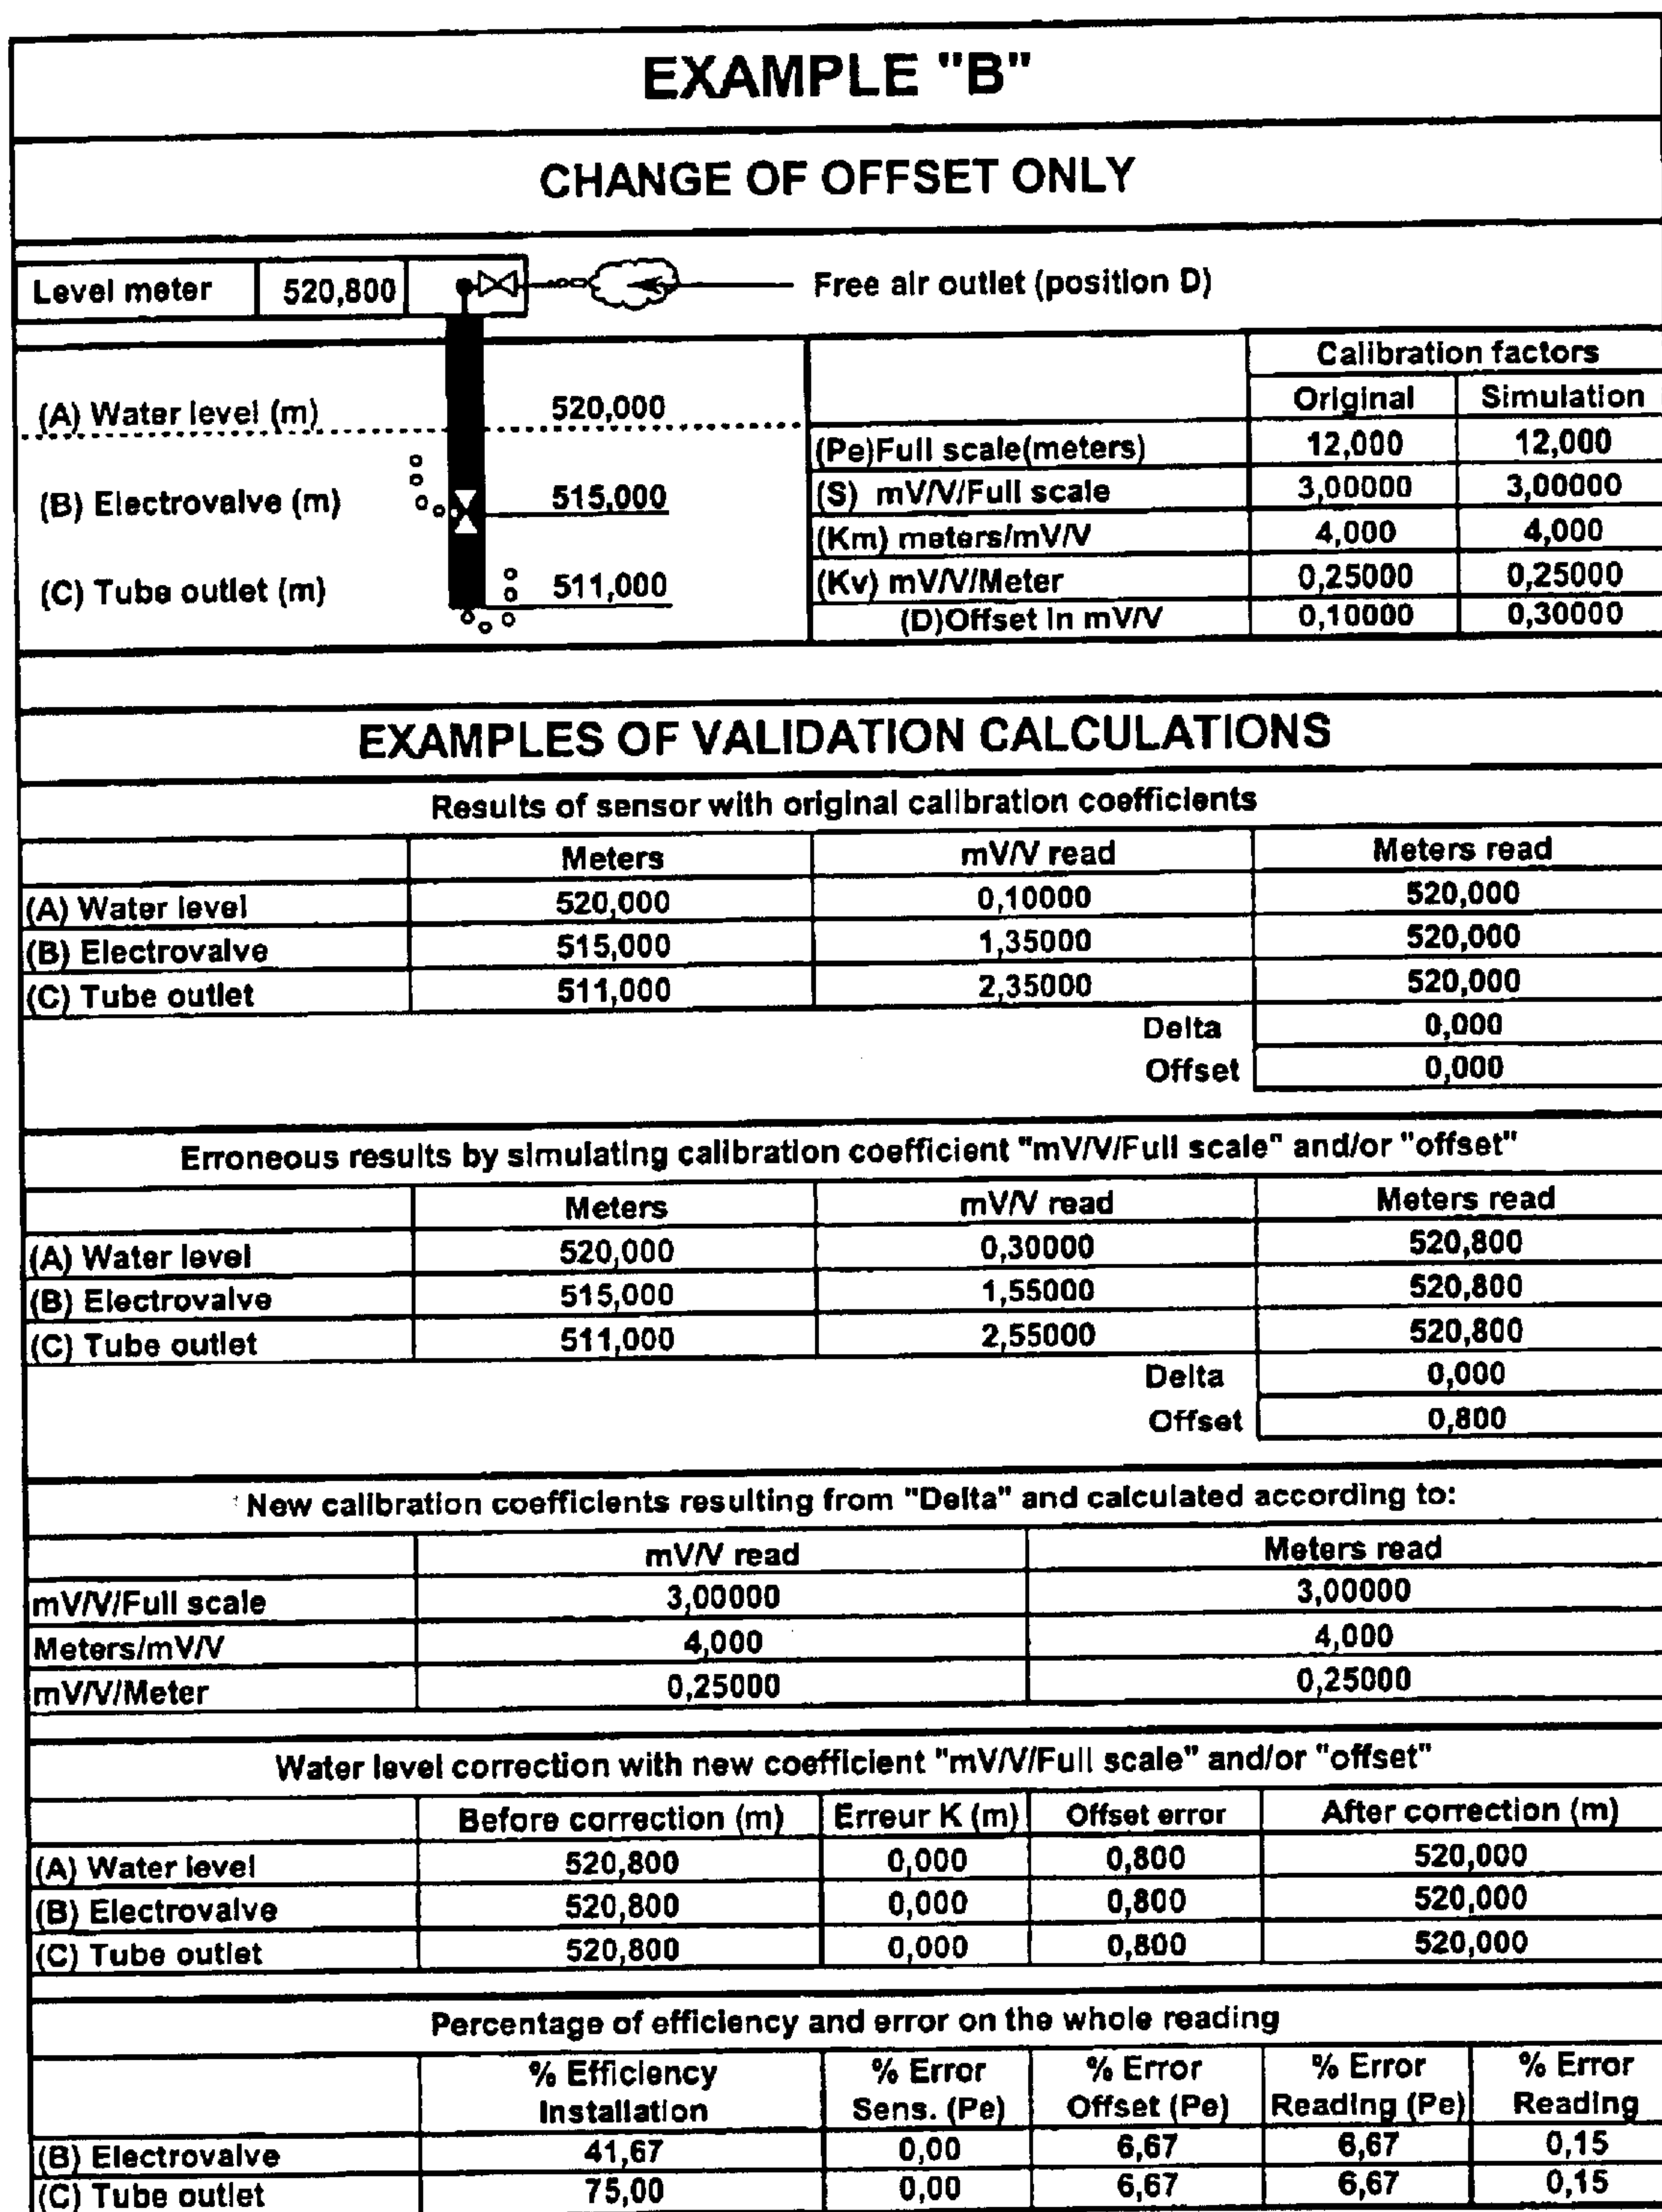 EXAMPLE "B"
CHANGE OF OFFSET ONLY
Level meter 520,800 Free air outlet (position D)
Calibration factors
Original Simulation
(A) Water level (m) 520,000
(Pe)Full scale(meters) 12,000 12,000
(B) Electrovalve (m) 515,000
(S) mV/V/Full scale 3,00000 3,00000
(Km) meters/mV/V 4,000 4,000
(C) Tube outlet (m) 511,000
(Kv) mV/V/Meter 0,25000 0,25000
(D)Offset in mV/V 0,10000 0,30000
EXAMPLES OF VALIDATION CALCULATIONS
Results of sensor with original calibration coefficients
Meters mV/V read Meters read
(A) Water level 520,000 0,10000 520,000
(B) Electrovalve 515,000 1,35000 520,000
(C) Tube outlet 511,000 2,35000 520,000
Delta 0,000
Offset 0,000
Erroneous results by simulating calibration coefficient "mV/V/Full scale" and/or "offset"
Meters mV/V read Meters read
(A) Water level 520,000 0,30000 520,800
(B) Electrovalve 515,000 1,55000 520,800
(C) Tube outlet 511,000 2,55000 520,800
Delta 0,000
Offset 0,800
New calibration coefficients resulting from "Delta" and calculated according to:
mV/V read Meters read
mV/V/Full scale 3,00000 3,00000
Meters/mV/V 4,000 4,000
mV/V/Meter 0,25000 0,25000
Water level correction with new coefficient "mV/V/Full scale" and/or "offset"
Before correction (m) Erreur K (m) Offset error After correction (m)
(A) Water level 520,800 0,000 0,800 520,000
(B) Electrovalve 520,800 0,000 0,800 520,000
(C) Tube outlet 520,800 0,000 0,800 520,000
Percentage of efficiency and error on the whole reading
% Efficiency % Error % Error % Error % Error
Installation Sens. (Pe) Offset (Pe) Reading (Pe) Reading
(B) Electrovalve 41,67 0,00 6,67 6,67 0,15
(C) Tube outlet 75,00 0,00 6,67 6,67 0,15